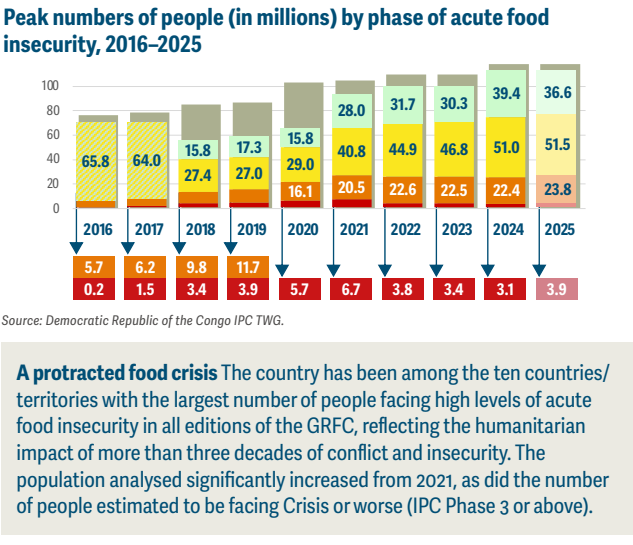 Peak numbers of people (in millions) by phase of acute food
insecurity, 2016–2025
100
80
60
40
20
0
65.8
64.0
15.8
27.4
17.3
27.0
15.8
29.0
16.1
28.0
40.8
20.5
31.7
44.9
22.6
30.3
46.8
22.5
39.4
51.0
22.4
36.6
51.5
23.8
2016 2017 2018 2019 2020 2021 2022 2023 2024 2025
5.7 6.2 9.8 11.7
0.2 1.5 3.4 3.9 5.7 6.7 3.8 3.4 3.1 3.9
Source: Democratic Republic of the Congo IPC TWG.
A protracted food crisis The country has been among the ten countries/
territories with the largest number of people facing high levels of acute
food insecurity in all editions of the GRFC, reflecting the humanitarian
impact of more than three decades of conflict and insecurity. The
population analysed significantly increased from 2021, as did the number
of people estimated to be facing Crisis or worse (IPC Phase 3 or above).